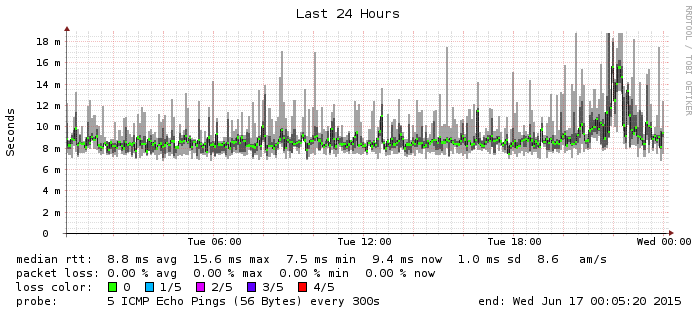 Last 24 Hours
RRDTOOL / TOBI OETIKER
Seconds
18 m
16 m
14 m
12 m
10 m
8 m
6 m
4 m
2 m
0
Tue 06:00 Tue 12:00 Tue 18:00 Wed 00:00
median rtt: 8.8 ms avg 15.6 ms max 7.5 ms min 9.4 ms now 1.0 ms sd 8.6 am/s
packet loss: 0.00 % avg 0.00 % max 0.00 % min 0.00 % now
loss color: 0 1/5 2/5 3/5 4/5
probe: 5 ICMP Echo Pings (56 Bytes) every 300s end: Wed Jun 17 00:05:20 2015